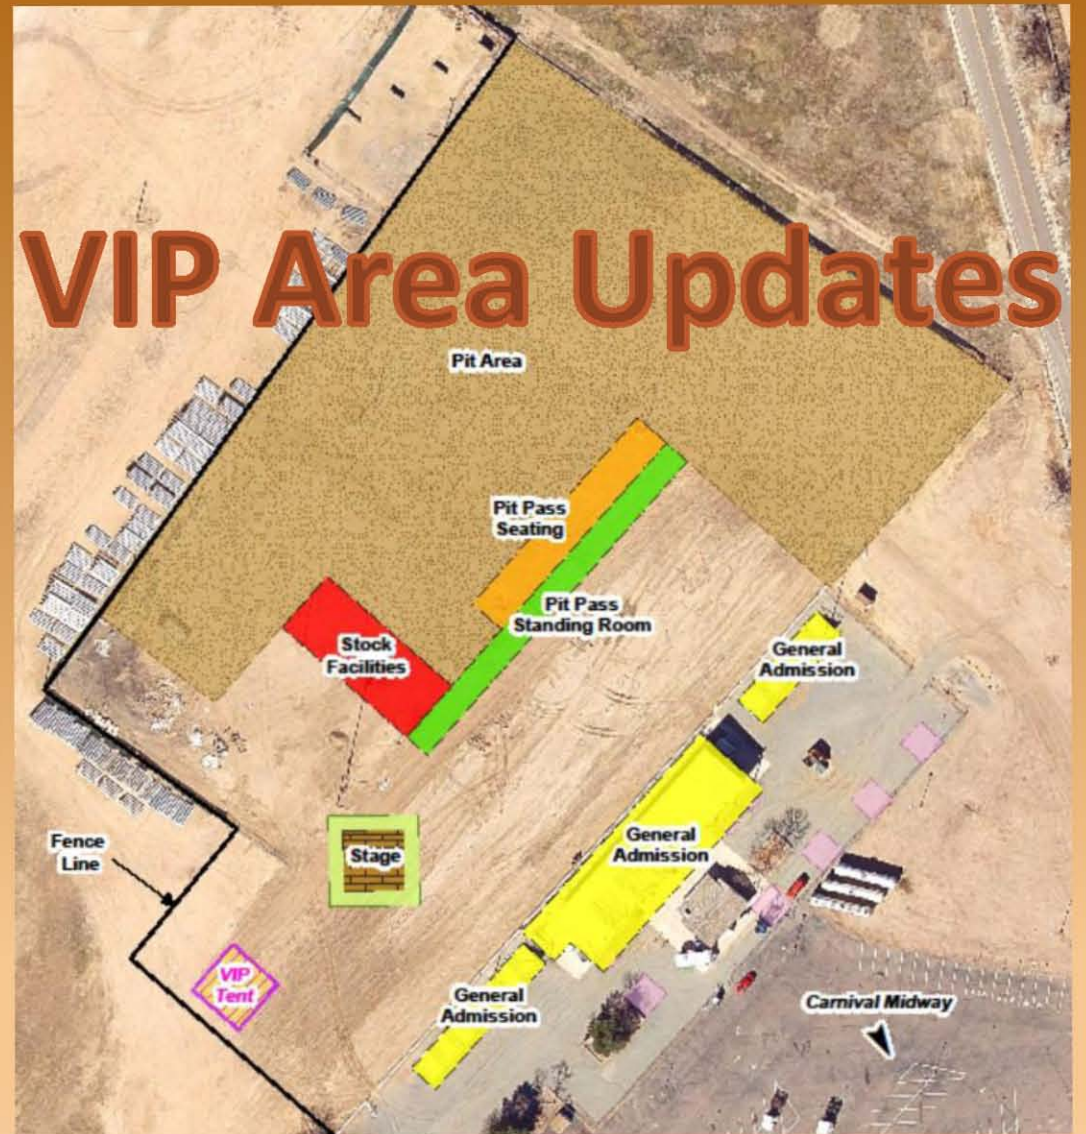 VIP Area Updates
Pit Area
Pit Pass
Seating
Pit Pass
Standing Room
Stock
Facilities
General
Admission
Fence
Line
Stage
General
Admission
VIP
Tent
General
Admission
Carnival Midway